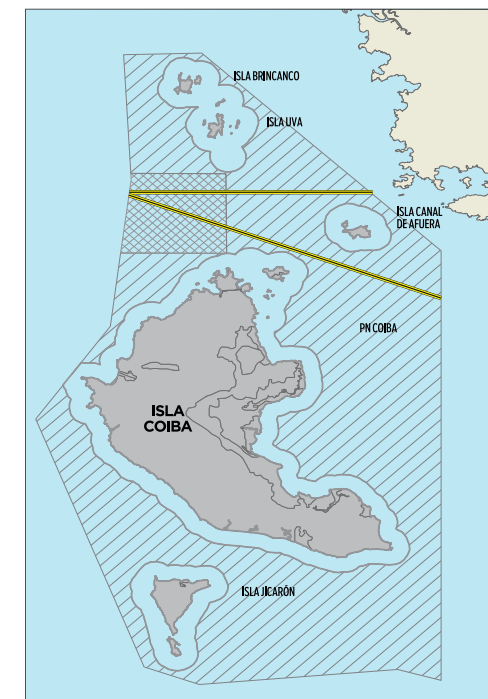 ISLA BRINCANCO
ISLA UVA
ISLA CANAL
DE AFUERA
PN COIBA
ISLA
COIBA
ISLA JICARÓN